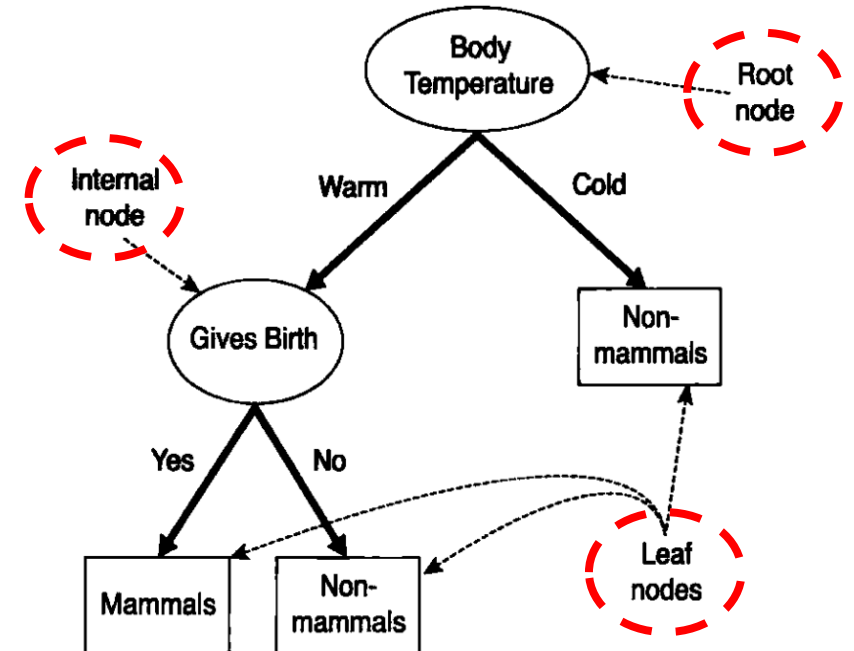 Body
Temperature
Root
node
Internal
node
Warm
Cold
Gives Birth
Non-
mammals
Yes
No
Mammals
Non-
mammals
Leaf
nodes